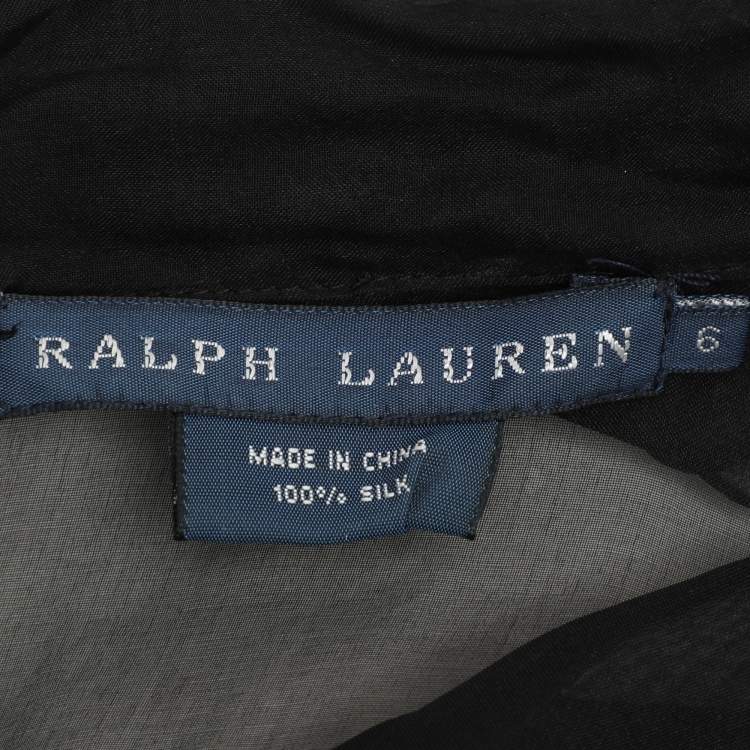 RALPH LAUREN
6
MADE IN CHINA
100% SILK